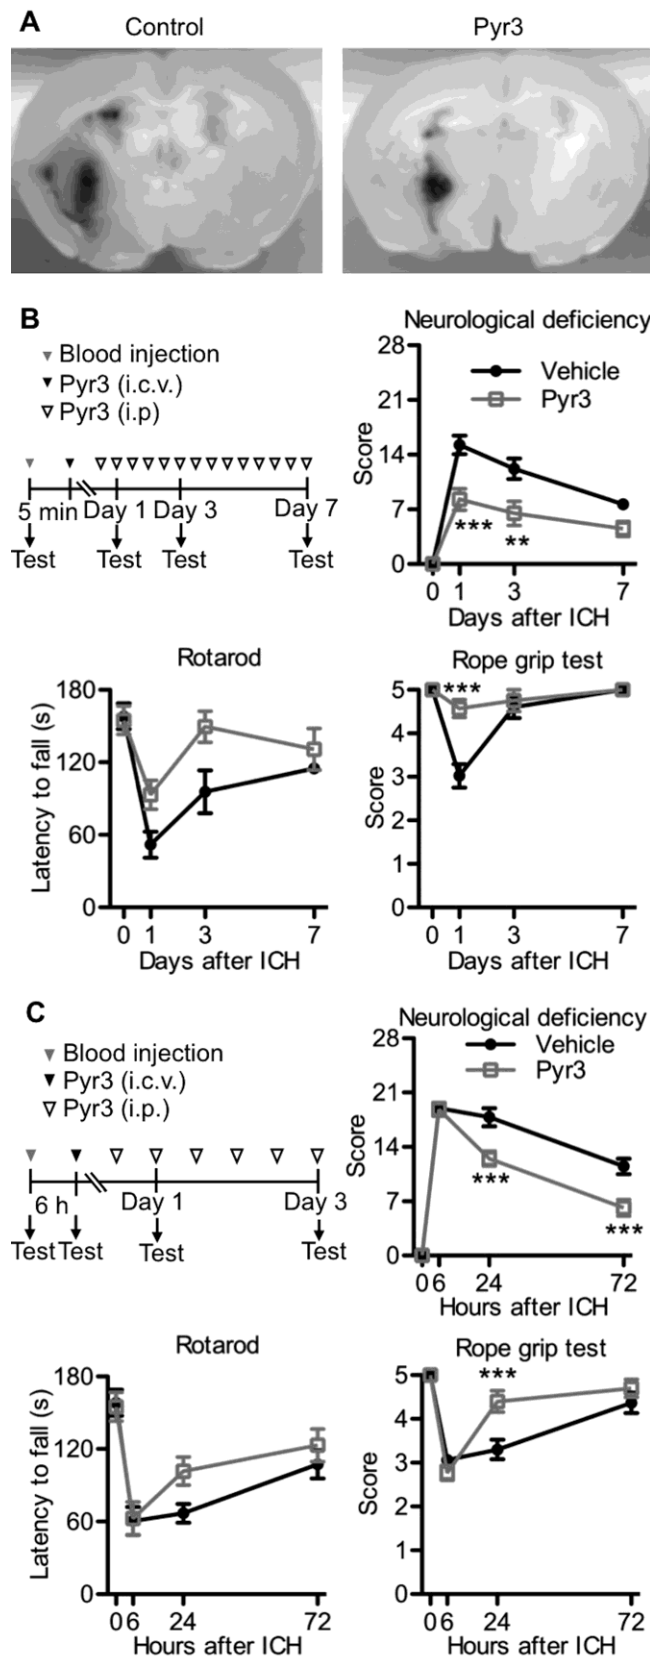 A
Control
Pyr3
B
Blood injection
Pyr3 (i.c.v.)
Pyr3 (i.p)
5 min Day 1 Day 3 Day 7
Test Test Test Test
Neurological deficiency
28
21
14
7
0
Score
Vehicle
Pyr3
***
**
0 1 3 7
Days after ICH
Rotarod
180
120
60
0
Latency to fall (s)
0 1 3 7
Days after ICH
Rope grip test
5
4
3
2
1
0
Score
***
0 1 3 7
Days after ICH
C
Blood injection
Pyr3 (i.c.v.)
Pyr3 (i.p.)
6 h Day 1 Day 3
Test Test Test Test
Neurological deficiency
28
21
14
7
0
Score
Vehicle
Pyr3
***
***
0 6 24 72
Hours after ICH
Rotarod
180
120
60
0
Latency to fall (s)
0 6 24 72
Hours after ICH
Rope grip test
5
4
3
2
1
0
Score
***
0 6 24 72
Hours after ICH